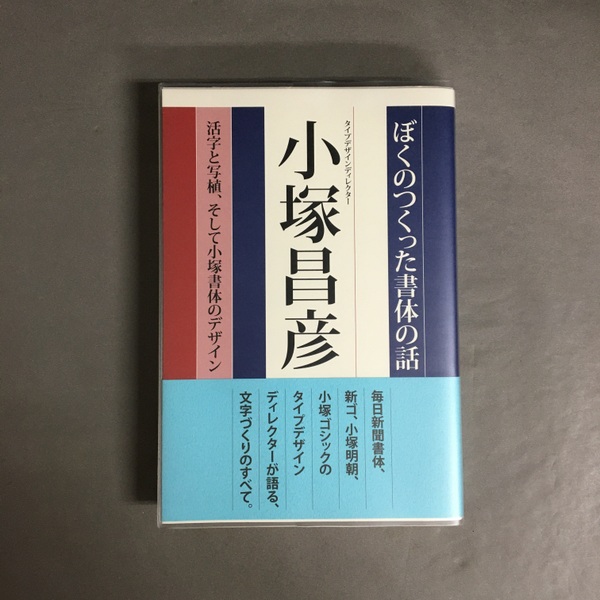 ぼくのつくった書体の話
タイプデザインディレクター
小塚昌彦
活字と写植、そして小塚書体のデザイン
毎日新聞書体、
新ゴ、小塚明朝、
小塚ゴシックの
タイプデザイン
ディレクターが語る、
文字づくりのすべて。